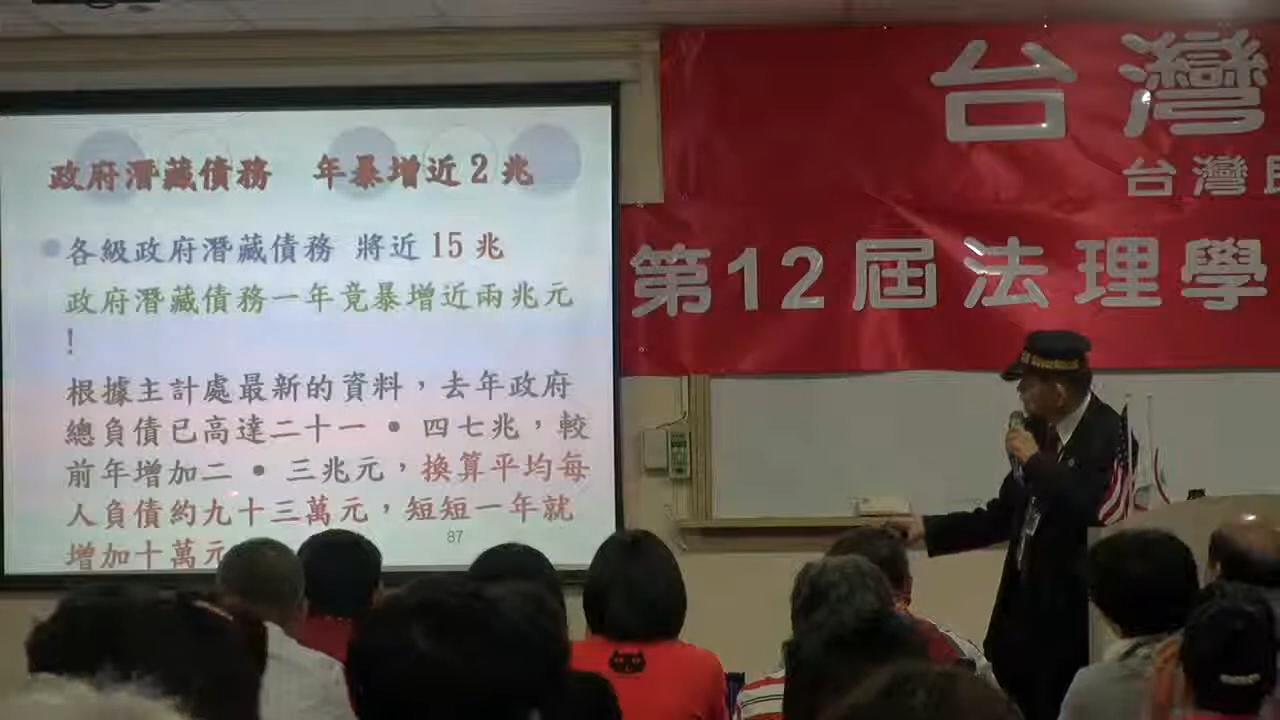 政府潛藏債務 年暴增近2兆
各級政府潛藏債務 將近 15 兆
政府潛藏債務一年竟暴增近兩兆元
!
根據主計處最新的資料，去年政府
總負債已高達二十一•四七兆，較
前年增加二•三兆元，換算平均每
人負債約九十三萬元，短短一年就
增加十萬元
87
台灣
台灣
第12屆法理學